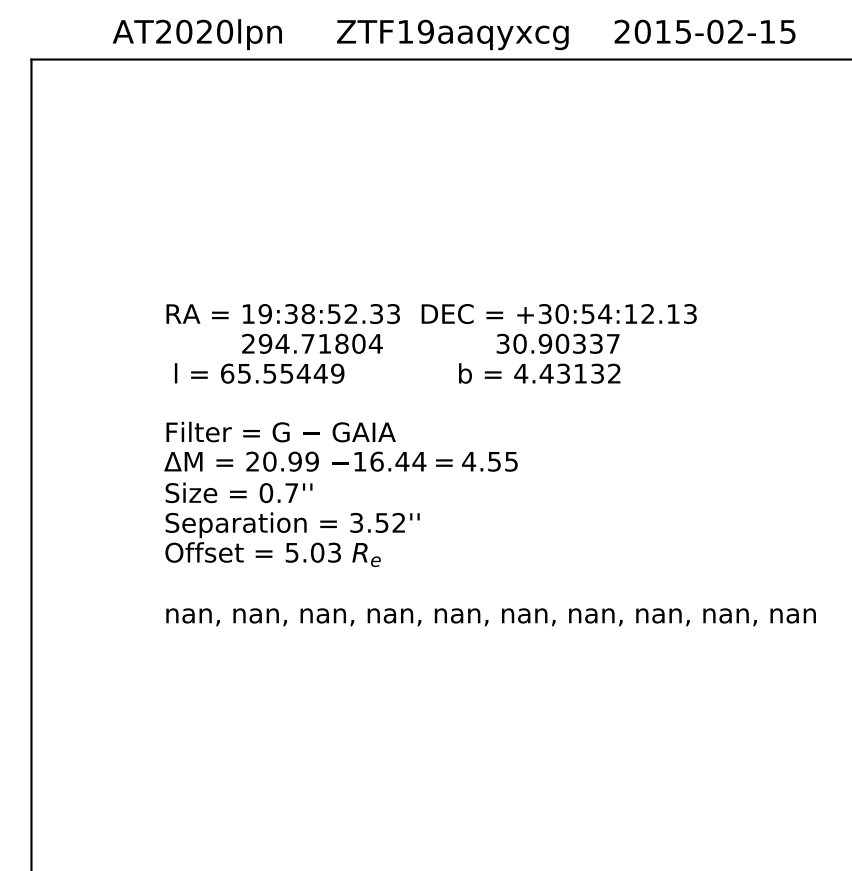 AT2020lpn ZTF19aaqyxcg 2015-02-15
RA = 19:38:52.33 DEC = +30:54:12.13
294.71804 30.90337
l = 65.55449 b = 4.43132
Filter = G − GAIA
ΔM = 20.99 −16.44 = 4.55
Size = 0.7''
Separation = 3.52''
Offset = 5.03 Re
nan, nan, nan, nan, nan, nan, nan, nan, nan, nan